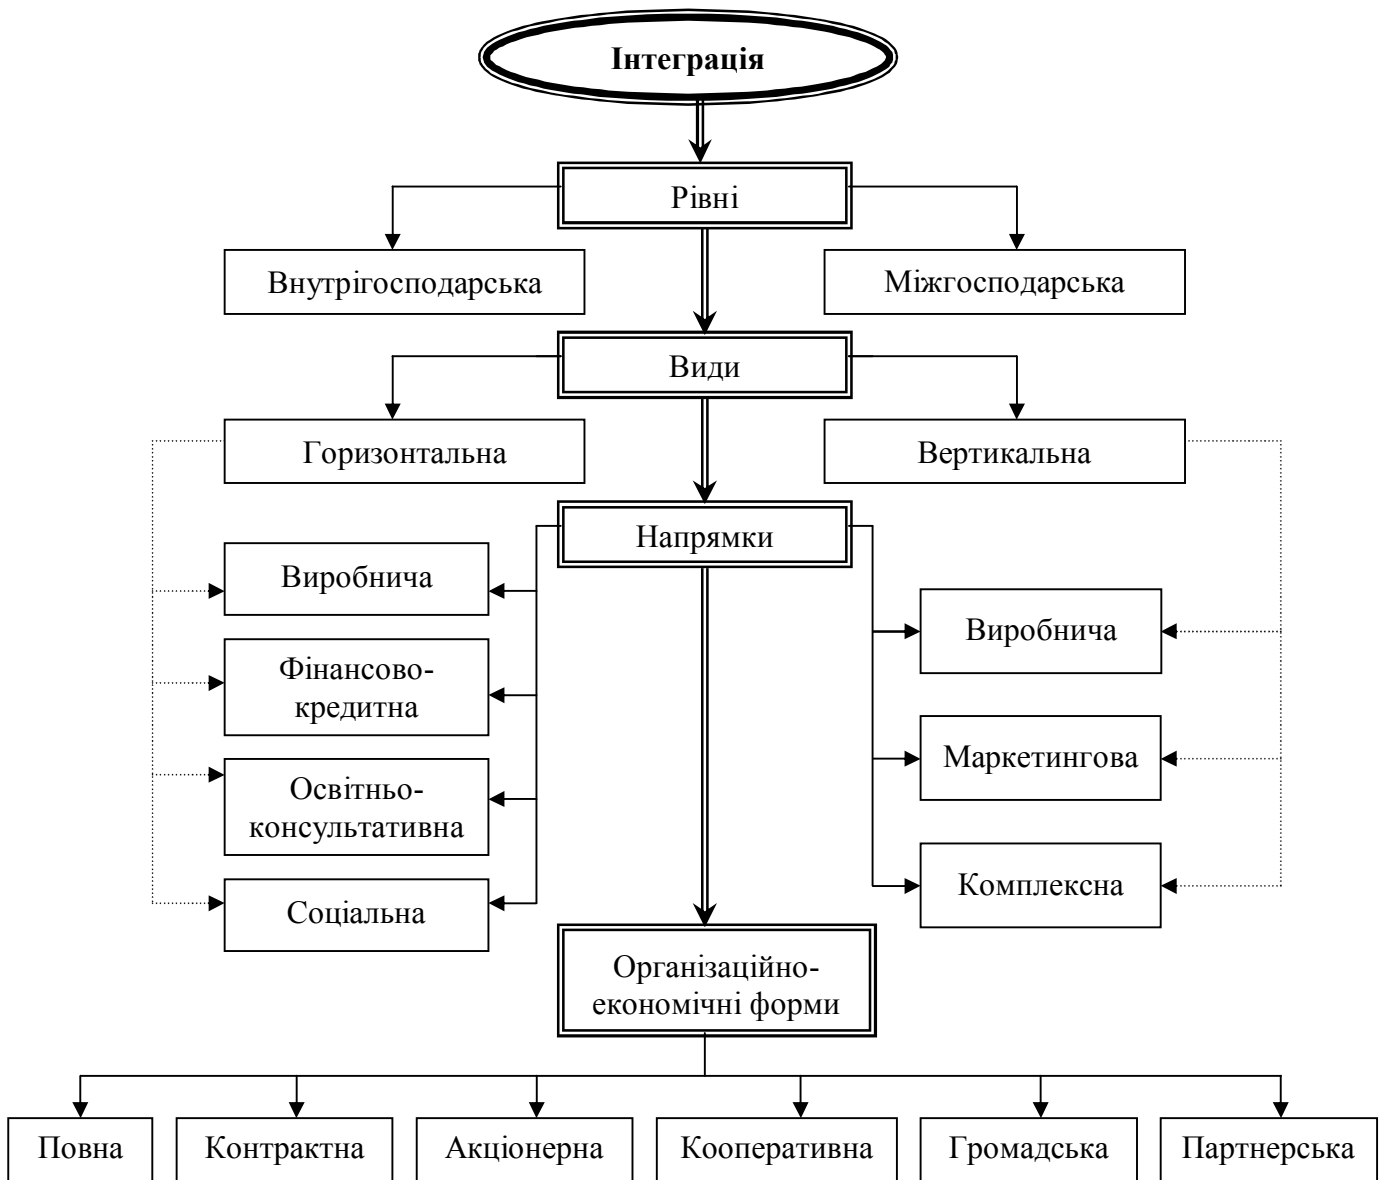 Інтеграція
Рівні
Внутрігосподарська
Міжгосподарська
Види
Горизонтальна
Вертикальна
Напрямки
Виробнича
Фінансово-
кредитна
Освітньо-
консультативна
Соціальна
Виробнича
Маркетингова
Комплексна
Організаційно-
економічні форми
Повна
Контрактна
Акціонерна
Кооперативна
Громадська
Партнерська